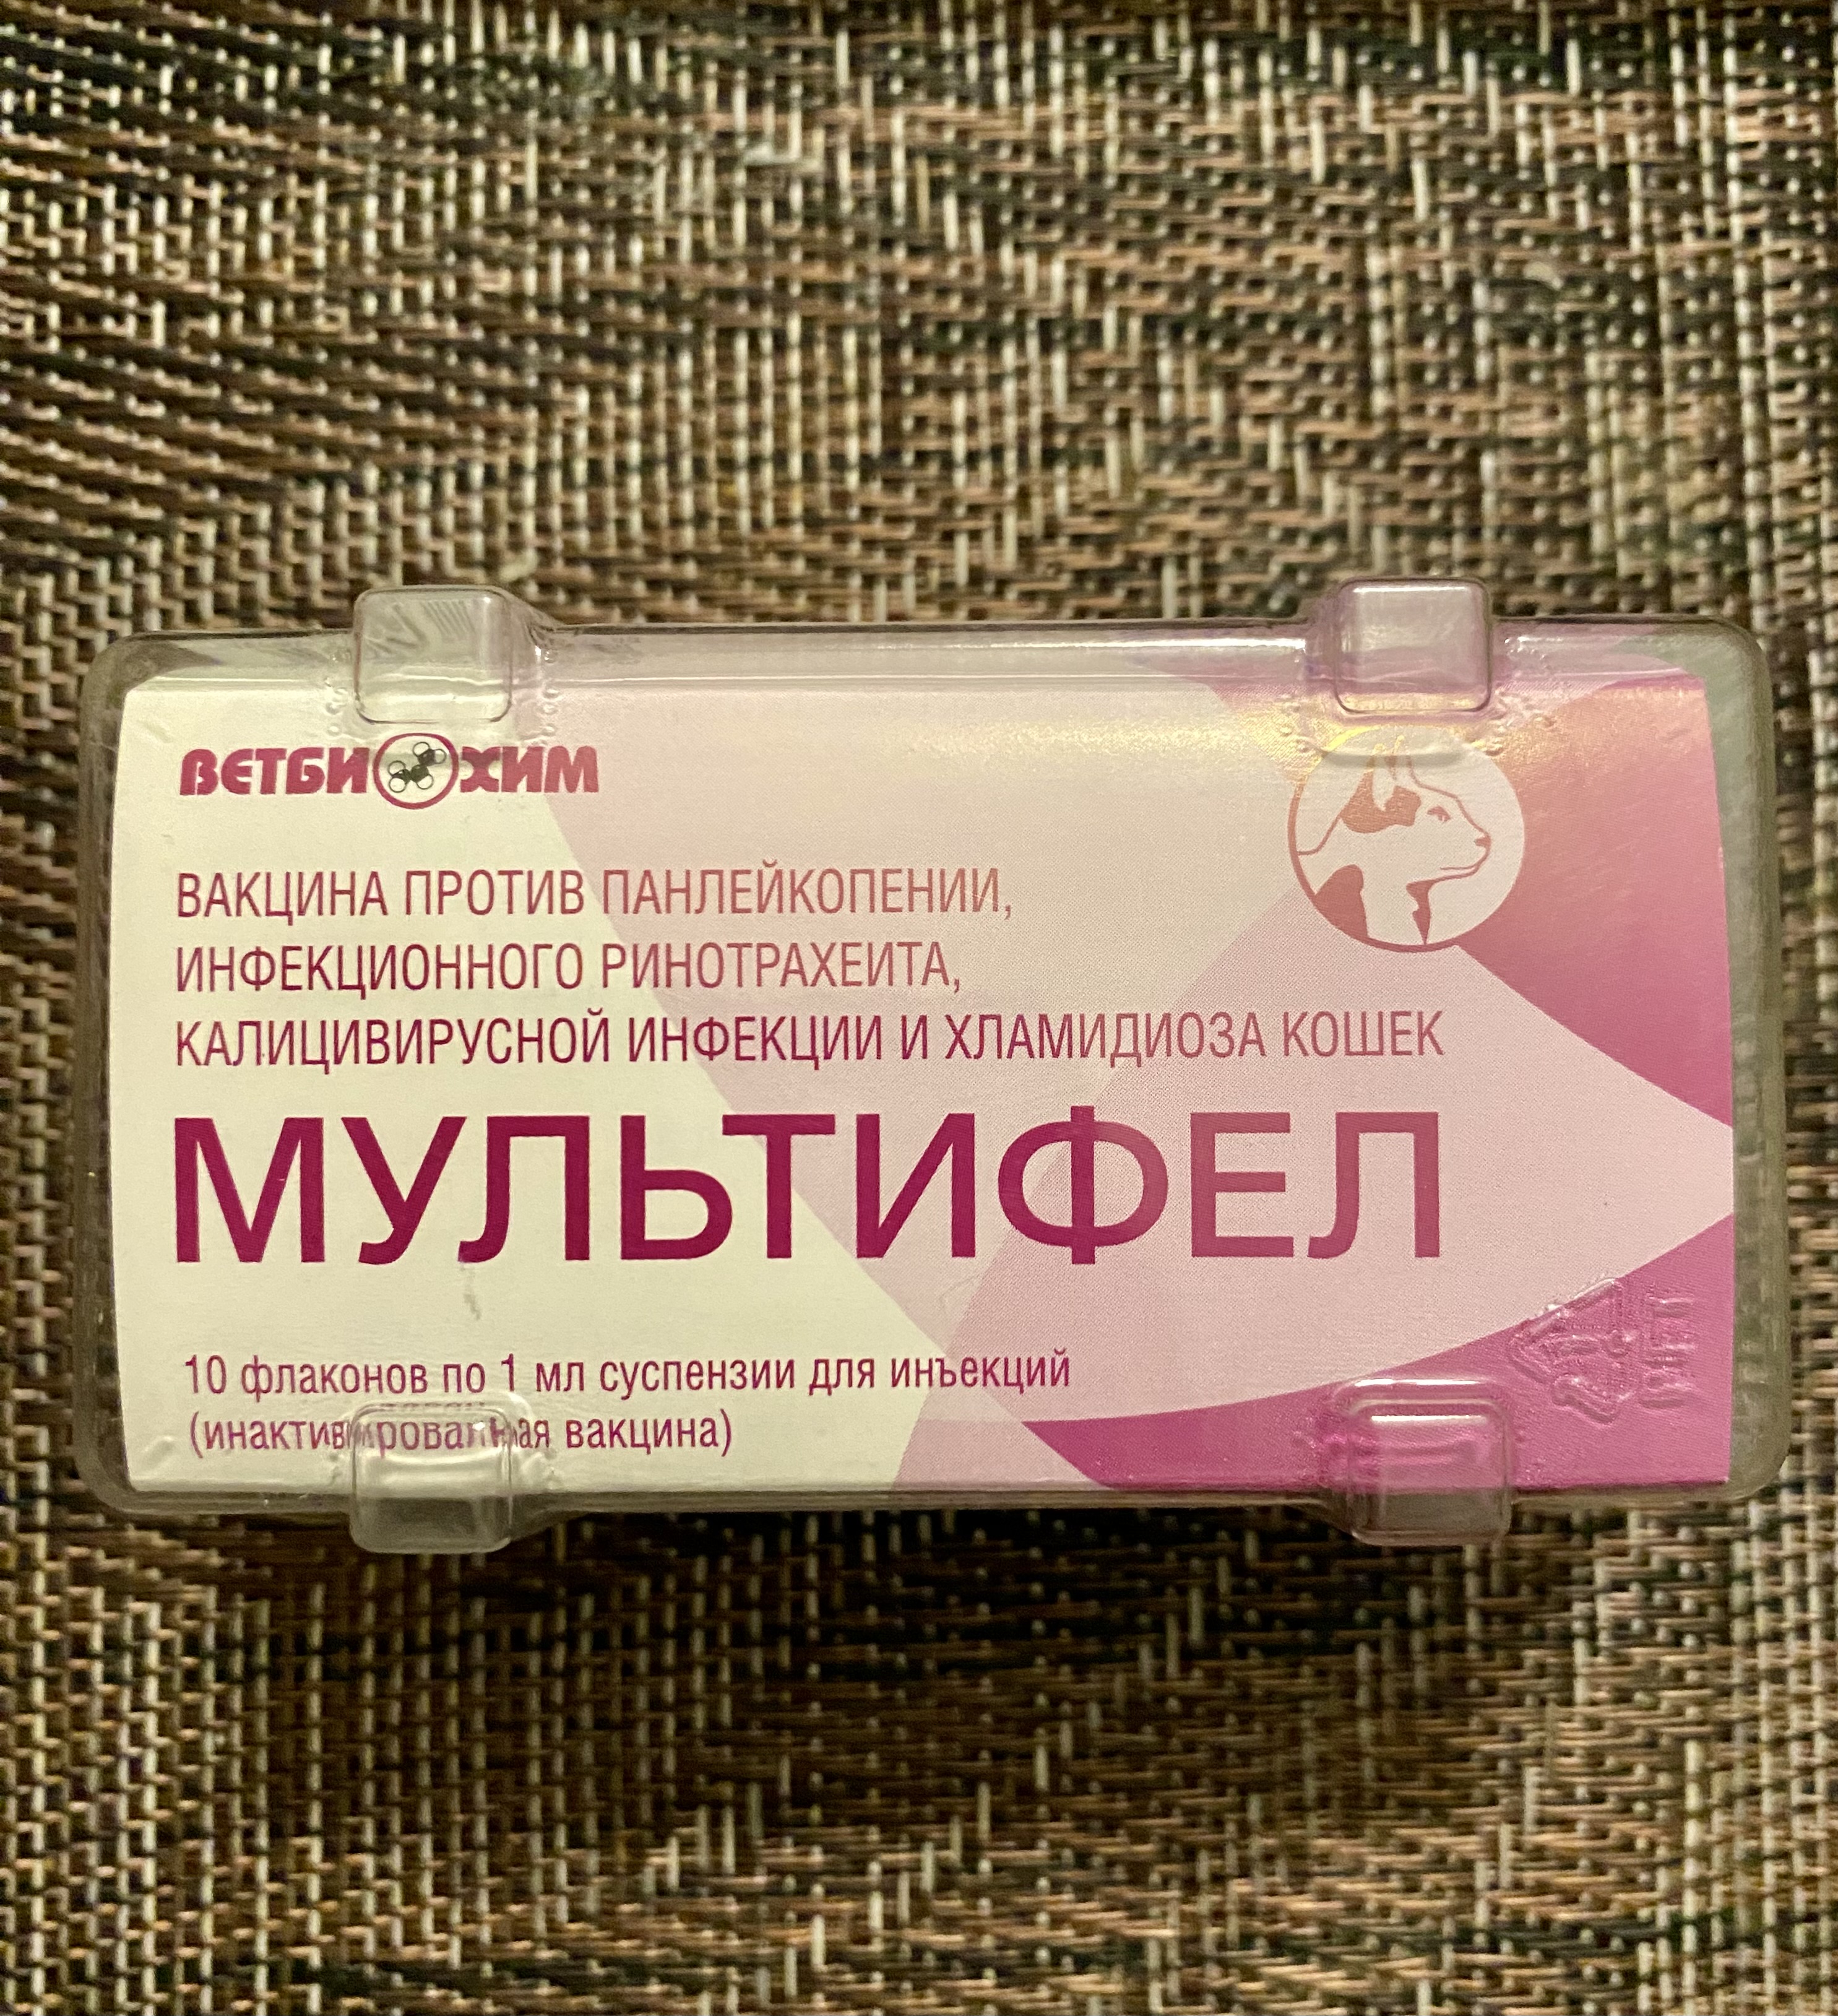 ВЕТБИОХИМ
ВАКЦИНА ПРОТИВ ПАНЛЕЙКОПЕНИИ,
ИНФЕКЦИОННОГО РИНОТРАХЕИТА,
КАЛИЦИВИРУСНОЙ ИНФЕКЦИИ И ХЛАМИДИОЗА КОШЕК
МУЛЬТИФЕЛ
10 флаконов по 1 мл суспензии для инъекций
(инактивированная вакцина)